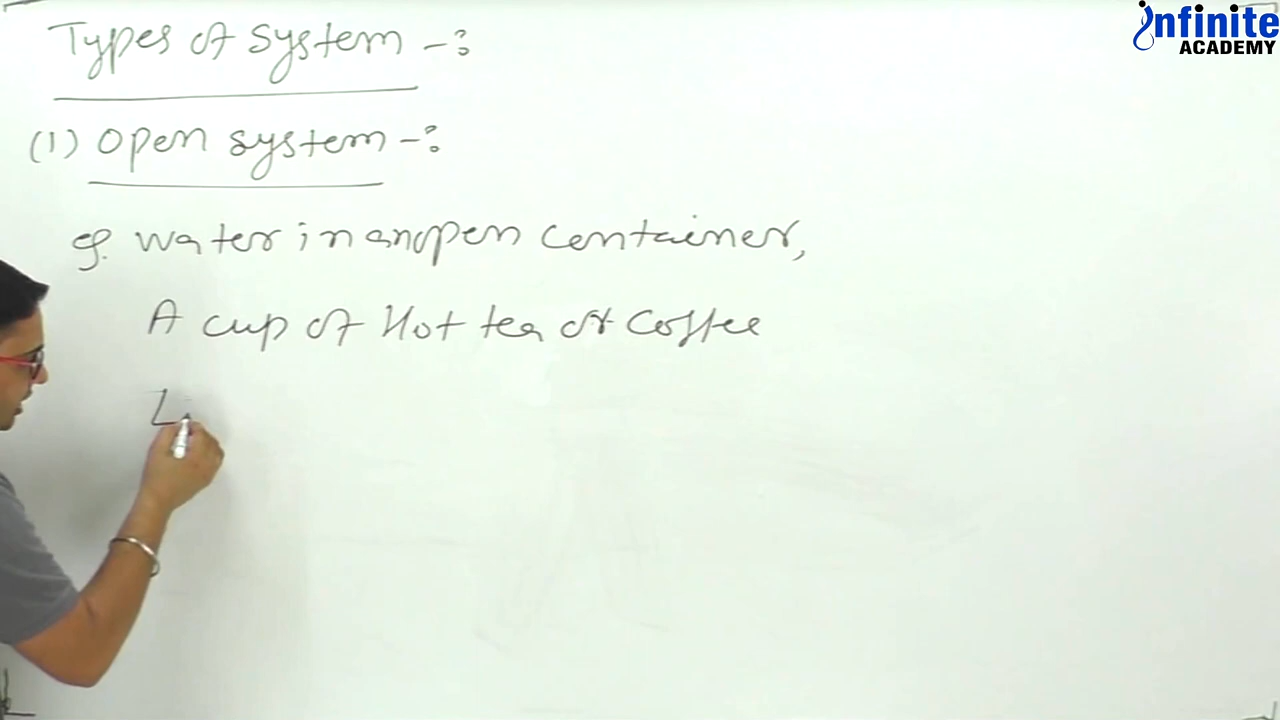 Infinite
ACADEMY
Types of System -:
(1) Open system -:
eg. water in an open container,
A cup of Hot tea or Coffee
L